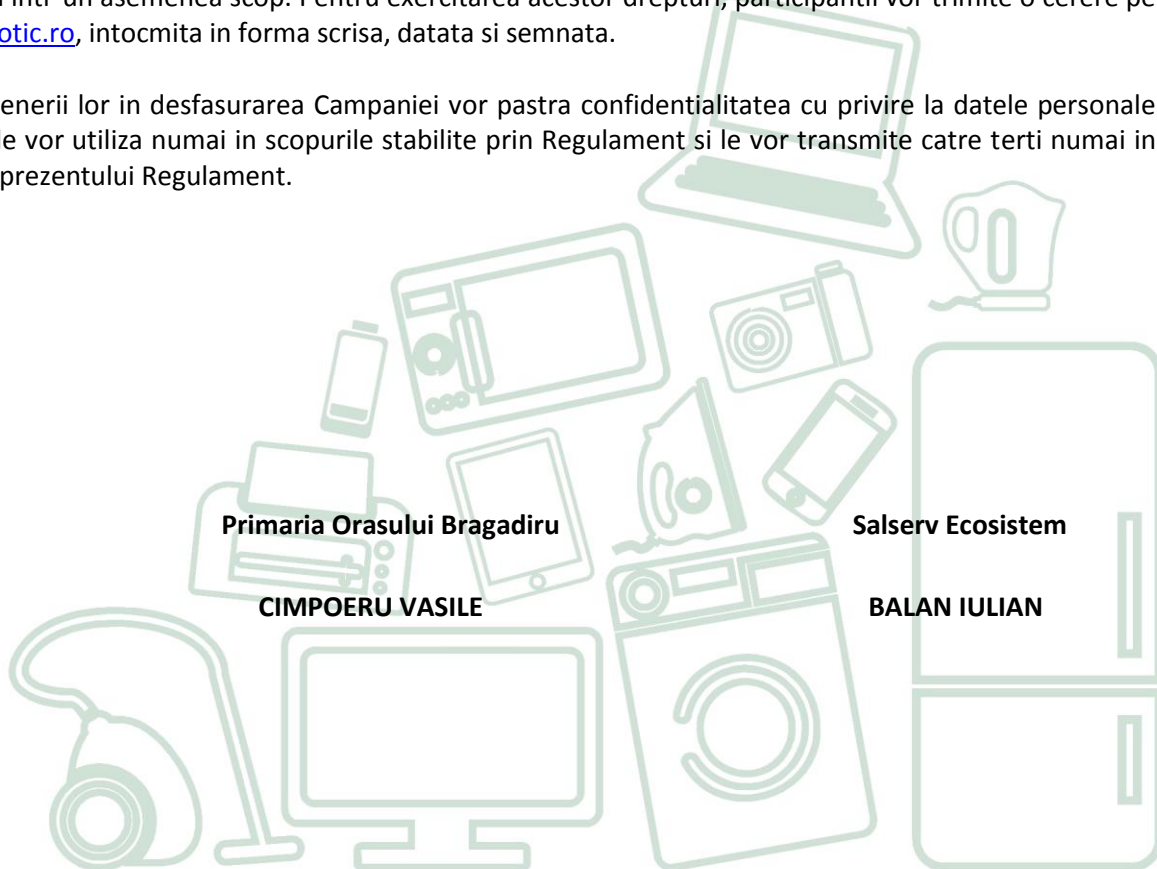 intr-un asemenea scop. Pentru exercitarea acestor drepturi, participantii vor trimite o cerere pe
otic.ro, intocmita in forma scrisa, datata si semnata.
enerii lor in desfasurarea Campaniei vor pastra confidentialitatea cu privire la datele personale
le vor utiliza numai in scopurile stabilite prin Regulament si le vor transmite catre terti numai in
prezentului Regulament.
Primaria Orasului Bragadiru Salserv Ecosistem
CIMPOERU VASILE BALAN IULIAN